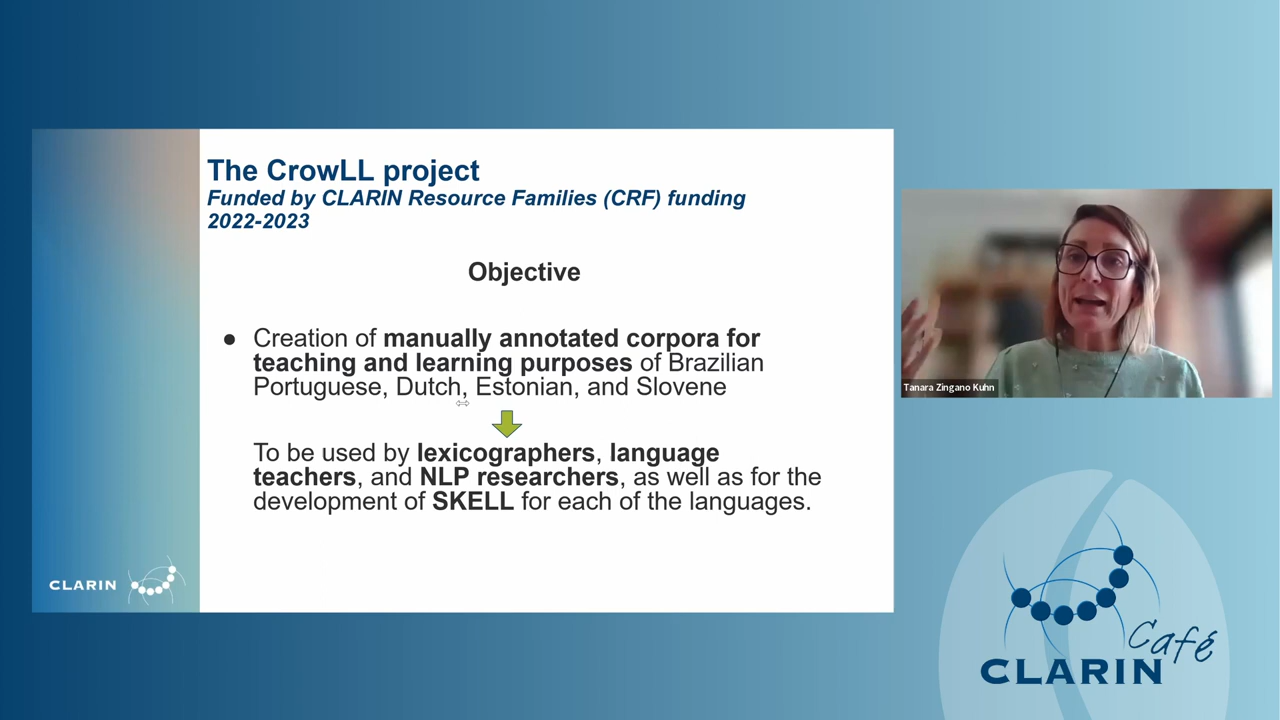 The CrowLL project
Funded by CLARIN Resource Families (CRF) funding
2022-2023
Objective
● Creation of manually annotated corpora for
teaching and learning purposes of Brazilian
Portuguese, Dutch, Estonian, and Slovene
To be used by lexicographers, language
teachers, and NLP researchers, as well as for the
development of SKELL for each of the languages.
CLARIN
Tanara Zingano Kuhn
Café
CLARIN